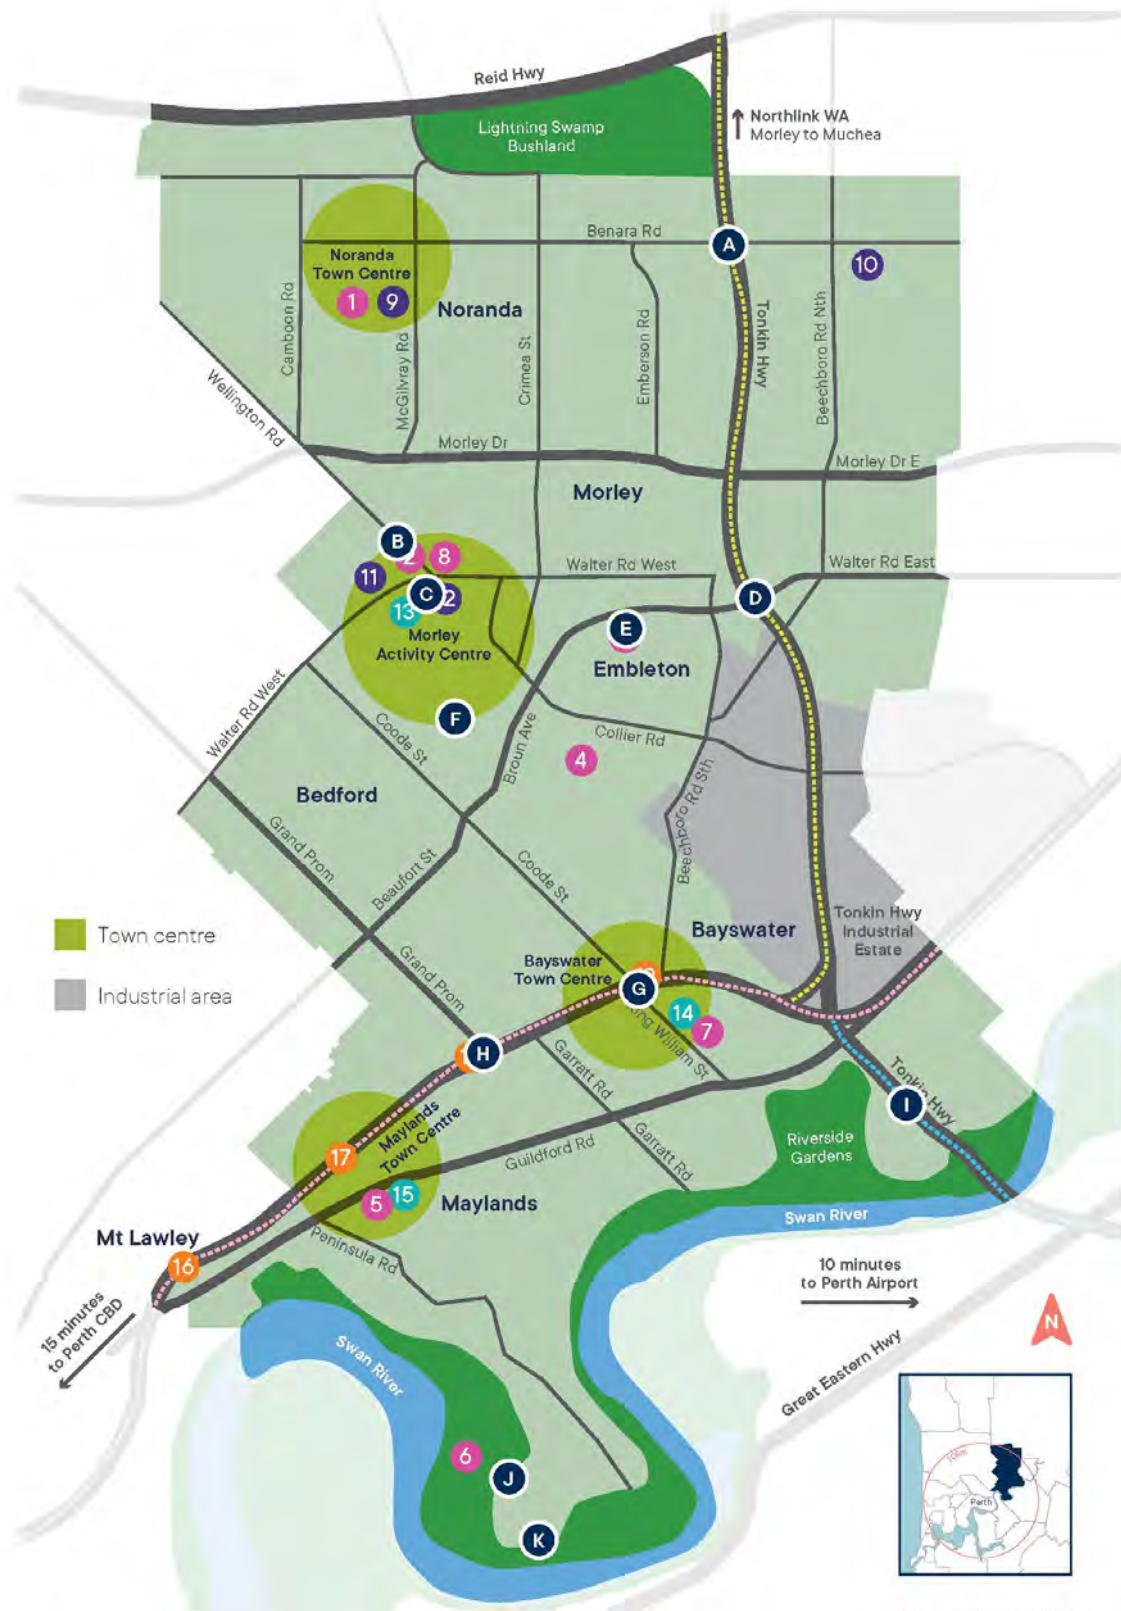 Reid Hwy
Lightning Swamp
Bushland
Northlink WA
Morley to Muchea
Benara Rd
A
10
Noranda
Town Centre
1
9
Noranda
Camboon Rd
McGilvray Rd
Crimea St
Emberson Rd
Tonkin Hwy
Beechboro Rd Nth
Wellington Rd
Morley Dr
Morley Dr E
Morley
B
2
8
11
Walter Rd West
Walter Rd East
C
13
D
E
Morley
Activity Centre
Embleton
F
Walter Rd West
Coode St
Broun Ave
Collier Rd
4
Bedford
Beechboro Rd Sth
Grand Prom
Beaufort St
Coode St
Town centre
Industrial area
Bayswater
Tonkin Hwy
Industrial
Estate
Bayswater
Town Centre
Grand Prom
G
14
7
H
Garratt Rd
Tonkin Hwy
I
Maylands
Town Centre
17
Guildford Rd
Garratt Rd
Riverside
Gardens
5
15
Maylands
Swan River
Mt Lawley
16
Peninsula Rd
15 minutes
to Perth CBD
10 minutes
to Perth Airport
N
Swan River
Great Eastern Hwy
6
J
K
Perth